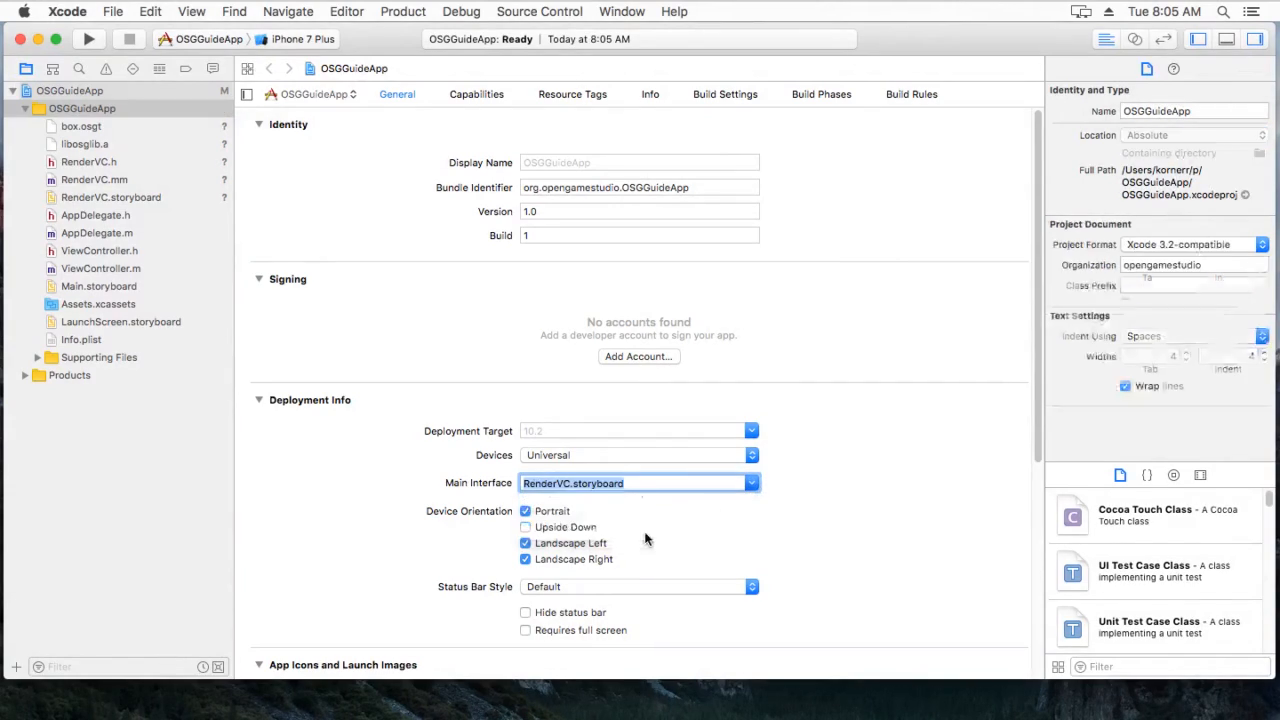 Xcode File Edit View Find Navigate Editor Product Debug Source Control Window Help Tue 8:05 AM
OSGGuideApp iPhone 7 Plus OSGGuideApp: Ready Today at 8:05 AM
OSGGuideApp
OSGGuideApp M
OSGGuideApp
box.osgt ?
libosglib.a ?
RenderVC.h ?
RenderVC.mm ?
RenderVC.storyboard ?
AppDelegate.h
AppDelegate.m
ViewController.h
ViewController.m
Main.storyboard
Assets.xcassets
LaunchScreen.storyboard
Info.plist
Supporting Files
Products
Filter
OSGGuideApp General Capabilities Resource Tags Info Build Settings Build Phases Build Rules
Identity
Display Name OSGGuideApp
Bundle Identifier org.opengamestudio.OSGGuideApp
Version 1.0
Build 1
Signing
No accounts found
Add a developer account to sign your app.
Add Account...
Deployment Info
Deployment Target 10.2
Devices Universal
Main Interface RenderVC.storyboard
Device Orientation Portrait
Upside Down
Landscape Left
Landscape Right
Status Bar Style Default
Hide status bar
Requires full screen
App Icons and Launch Images
Identity and Type
Name OSGGuideApp
Location Absolute
Containing directory
Full Path /Users/kornerr/p/
OSGGuideApp/
OSGGuideApp.xcodeproj
Project Document
Project Format Xcode 3.2-compatible
Organization opengamestudio
Class Prefix
Text Settings
Indent Using Spaces
Widths 4 4
Tab Indent
Wrap lines
{}
C
Cocoa Touch Class - A Cocoa
Touch class
T
UI Test Case Class - A class
implementing a unit test
T
Unit Test Case Class - A class
implementing a unit test
Filter